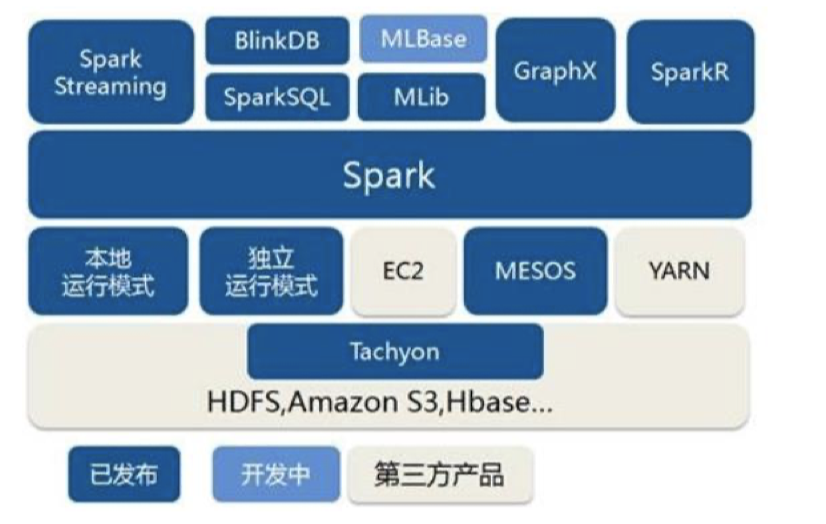 Spark
Streaming
BlinkDB
MLBase
SparkSQL
MLib
GraphX
SparkR
Spark
本地
运行模式
独立
运行模式
EC2
MESOS
YARN
Tachyon
HDFS,Amazon S3,Hbase...
已发布
开发中
第三方产品